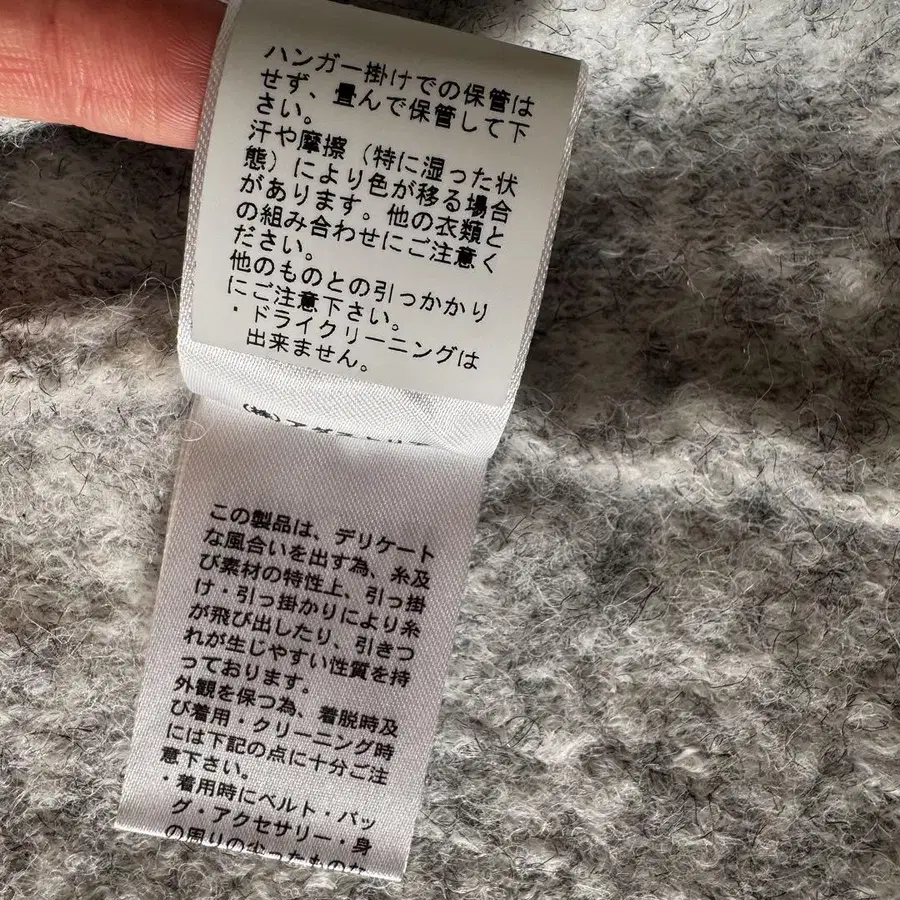 ハンガー掛けでの保管は
せず、畳んで保管して下
さい。
汗や摩擦（特に湿った状
態）により色が移る場合
があります。他の衣類と
の組み合わせにご注意く
ださい。
他のものとの引っかかり
にご注意下さい。
・ドライクリーニングは
出来ません。
(株)
この製品は、デリケート
な風合いを出す為、糸及
び素材の特性上、引っ掛
け・引っ掛かりにより糸
が飛び出したり、引きつ
れが生じやすい性質を持
っております。
外観を保つ為、着脱時及
び着用・クリーニング時
には下記の点に十分ご注
意下さい。
・着用時にベルト・バッ
グ・アクセサリー・身
の周りの尖ったものな